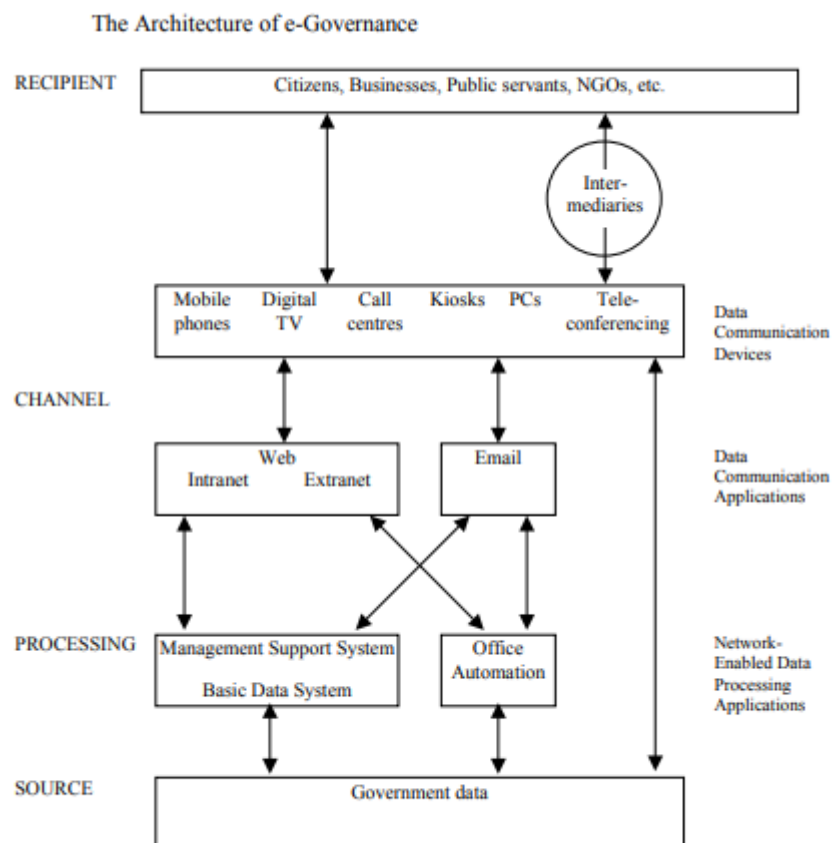 The Architecture of e-Governance
RECIPIENT
Citizens, Businesses, Public servants, NGOs, etc.
Inter-
mediaries
Mobile Digital Call Kiosks PCs Tele-
phones TV centres conferencing
Data
Communication
Devices
CHANNEL
Web
Intranet Extranet
Email
Data
Communication
Applications
PROCESSING
Management Support System
Basic Data System
Office
Automation
Network-
Enabled Data
Processing
Applications
SOURCE
Government data